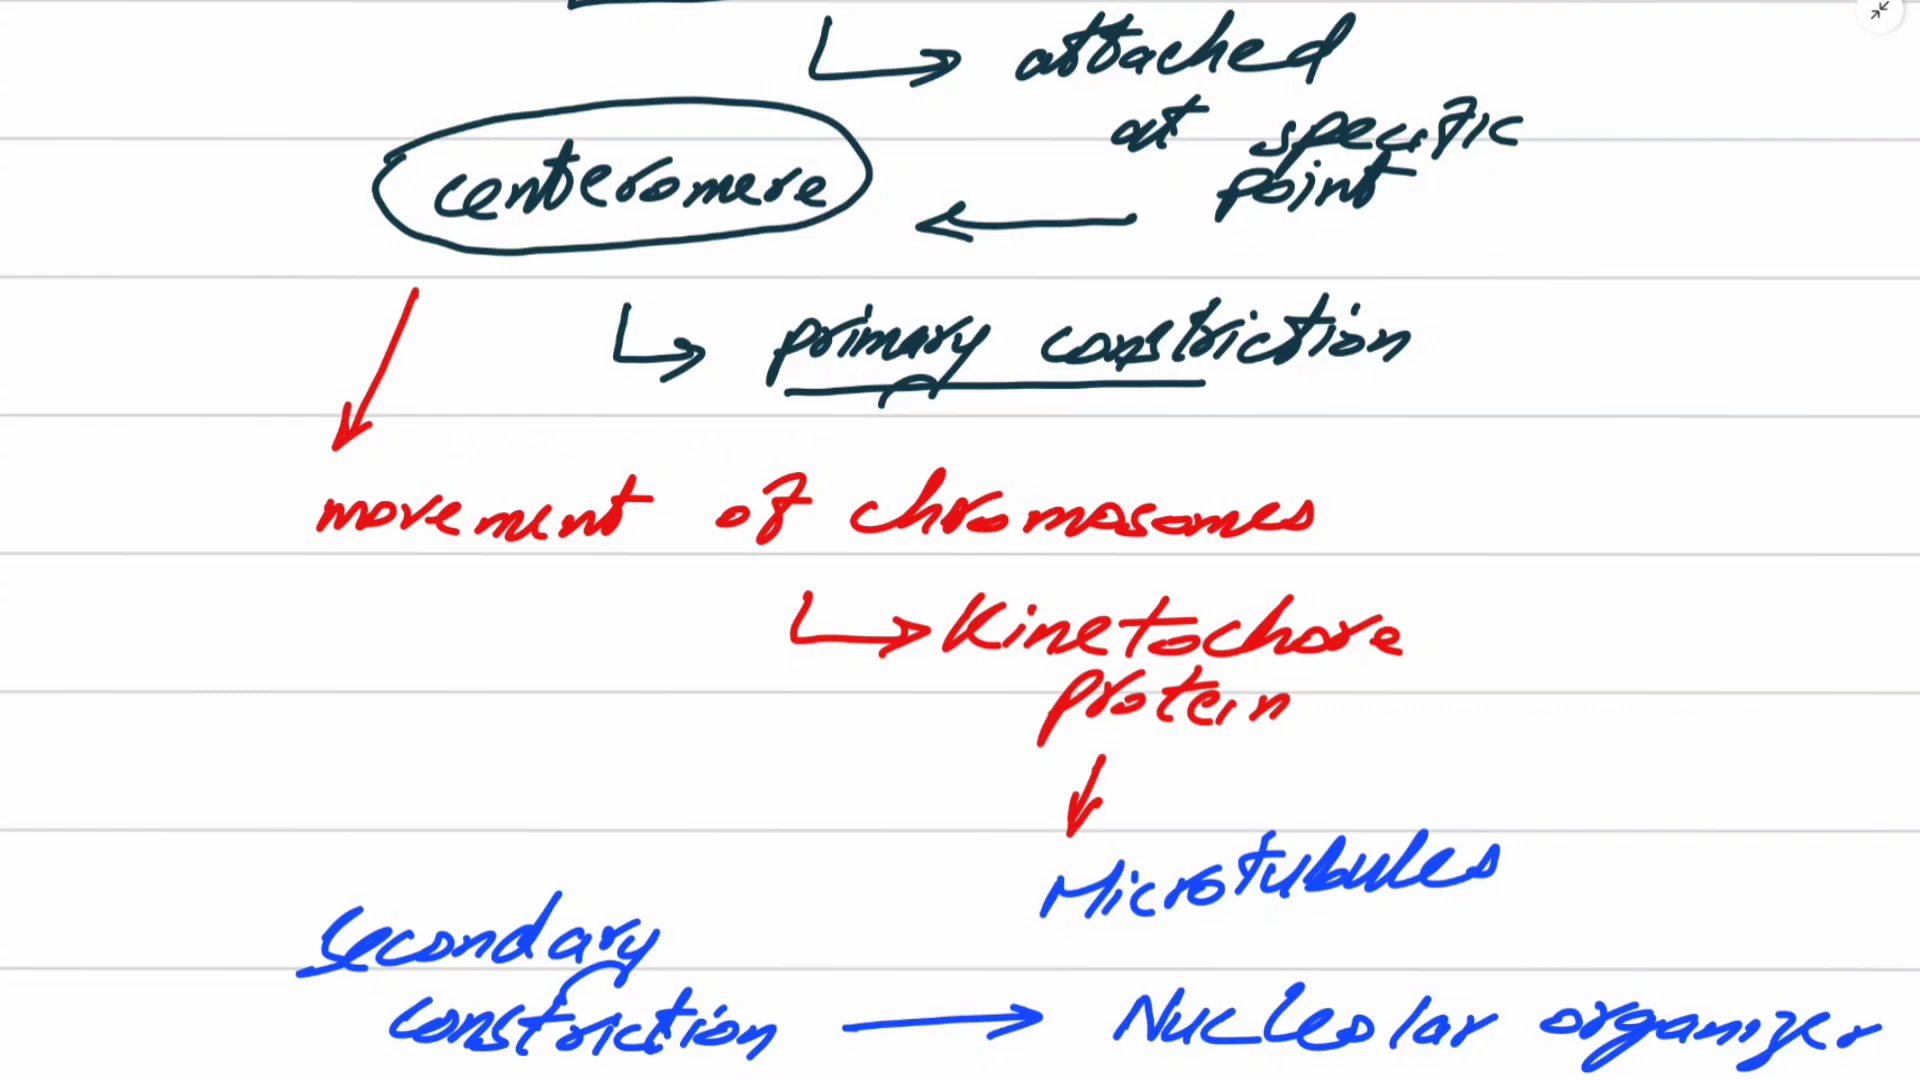 ↳ attached
at specific
centeromere ← point
↳ primary constriction
movement of chromosomes
↳ Kinetochore
protein
↓
Microtubules
Secondary
constriction → Nucleolar organizer